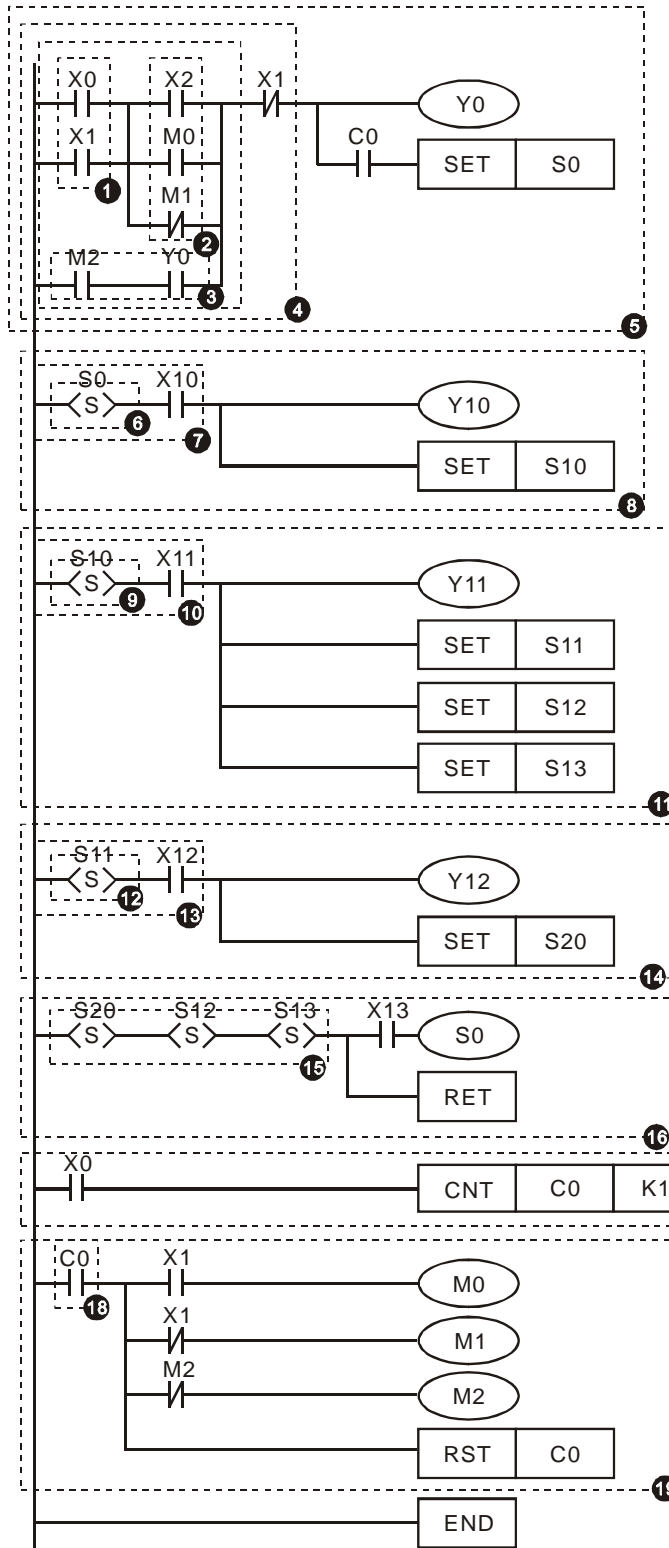 X0 X2 X1
Y0
X1 M0 C0
SET S0
1
M1
2
M2 Y0
3
4
5
S0 X10
S
Y10
6
7
SET S10
8
S10 X11
S
Y11
9
10
SET S11
SET S12
SET S13
11
S11 X12
S
Y12
12
13
SET S20
14
S20 S12 S13 X13
S S S
S0
15
RET
16
X0
CNT C0 K1
C0 X1
M0
18
X1
M1
M2
M2
RST C0
19
END